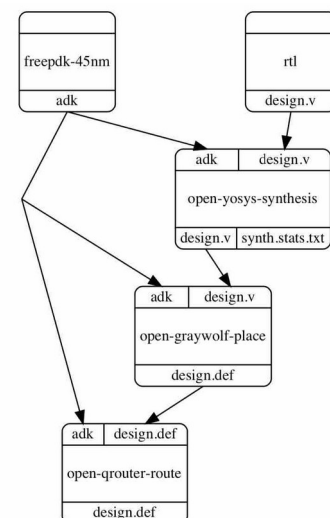 freepdk-45nm
adk
rtl
design.v
adk design.v
open-yosys-synthesis
design.v synth.stats.txt
adk design.v
open-graywolf-place
design.def
adk design.def
open-qrouter-route
design.def